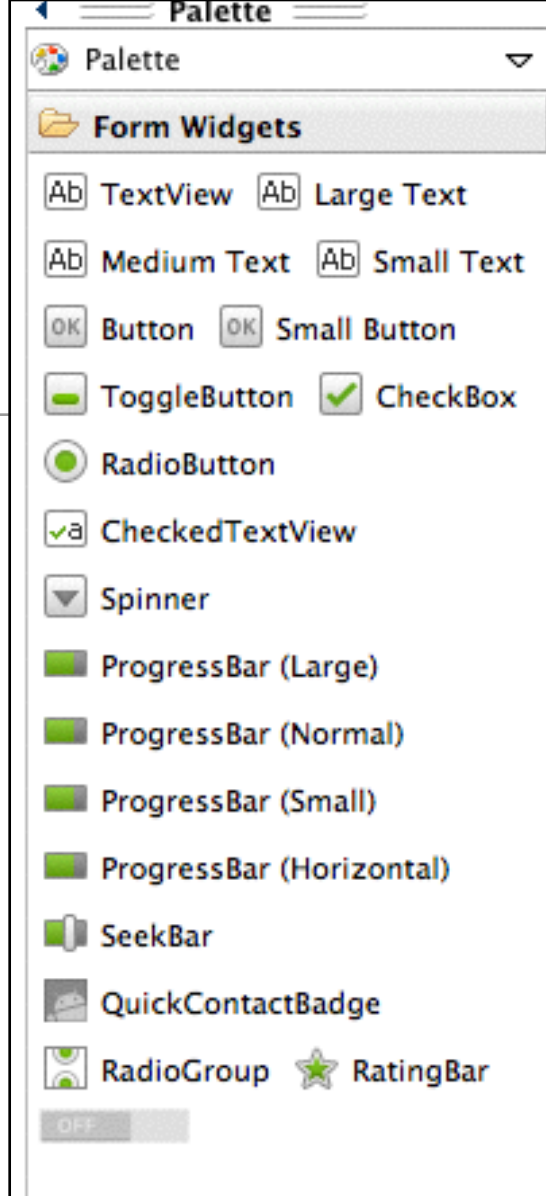 Palette
Palette
Form Widgets
Ab TextView Ab Large Text
Ab Medium Text Ab Small Text
OK Button OK Small Button
ToggleButton CheckBox
RadioButton
a CheckedTextView
Spinner
ProgressBar (Large)
ProgressBar (Normal)
ProgressBar (Small)
ProgressBar (Horizontal)
SeekBar
QuickContactBadge
RadioGroup RatingBar
OFF